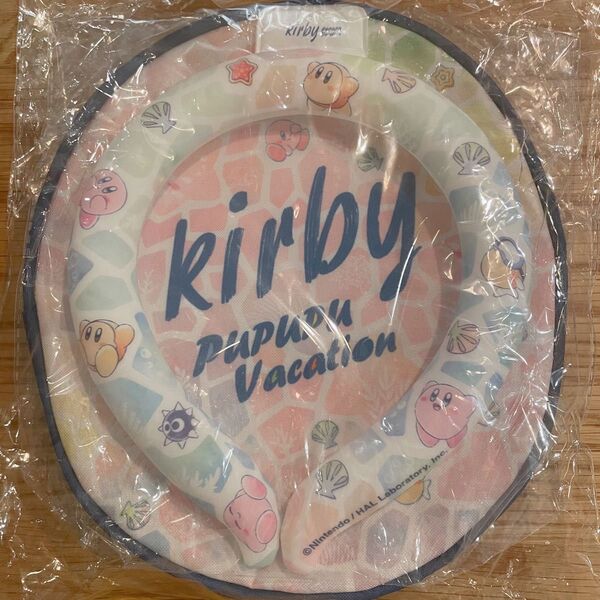 kirby
kirby
PUPUPU
Vacation
©Nintendo / HAL Laboratory, Inc.